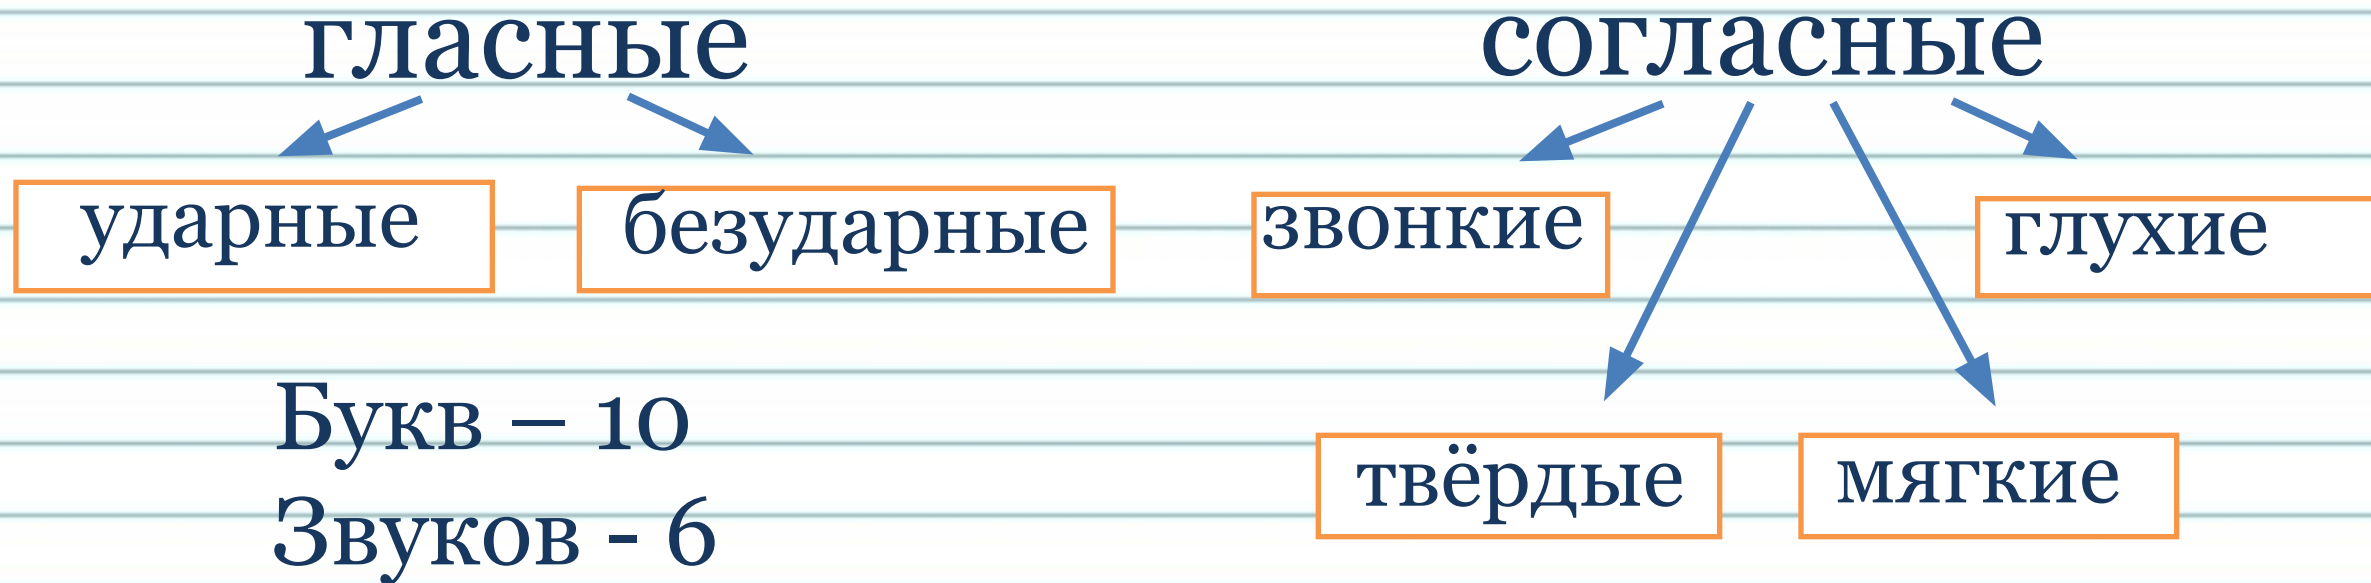 гласные согласные
ударные безударные звонкие глухие
Букв – 10
твёрдые мягкие
Звуков - 6